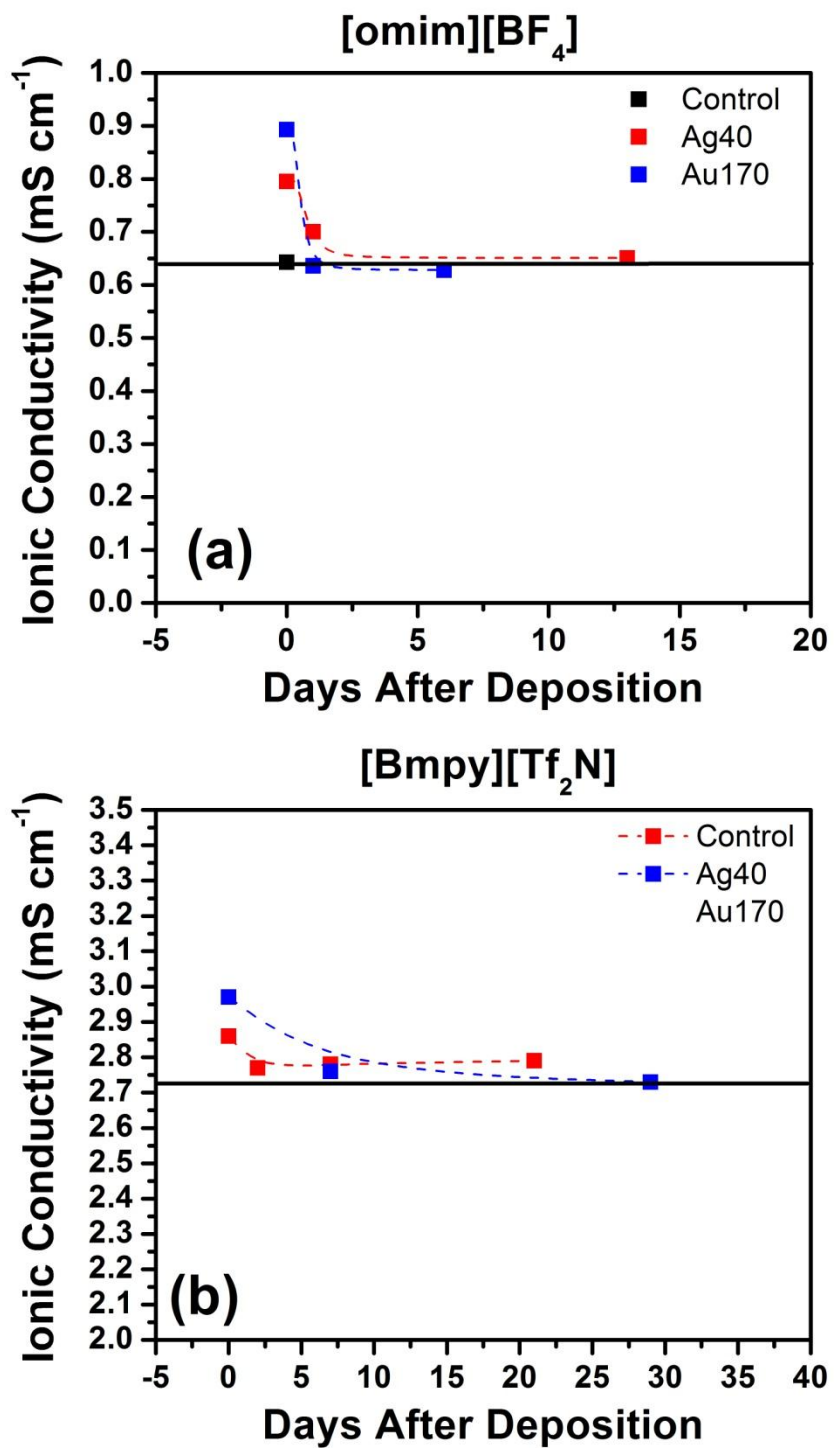 [omim][BF₄]
Ionic Conductivity (mS cm⁻¹)
1.0
0.9
0.8
0.7
0.6
0.5
0.4
0.3
0.2
0.1
0.0
Control
Ag40
Au170
(a)
-5 0 5 10 15 20
Days After Deposition
[Bmpy][Tf₂N]
Ionic Conductivity (mS cm⁻¹)
3.5
3.4
3.3
3.2
3.1
3.0
2.9
2.8
2.7
2.6
2.5
2.4
2.3
2.2
2.1
2.0
Control
Ag40
Au170
(b)
-5 0 5 10 15 20 25 30 35 40
Days After Deposition